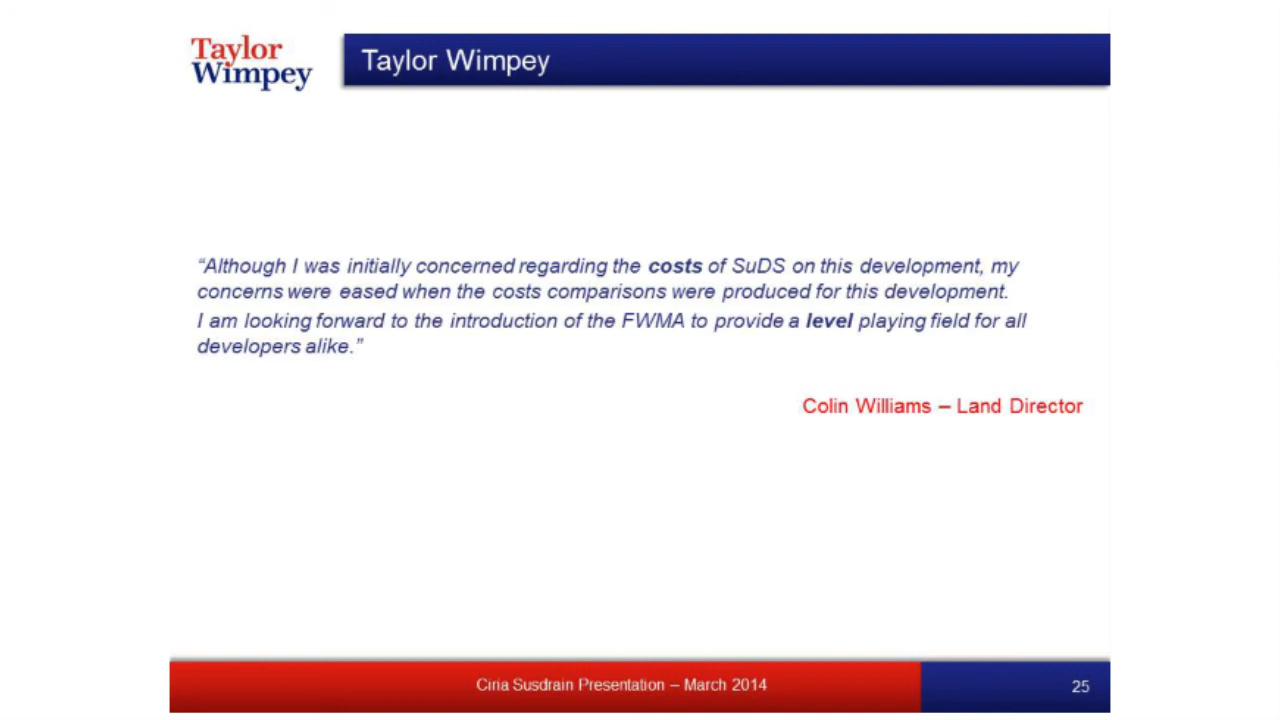 Taylor
Wimpey
Taylor Wimpey
“Although I was initially concerned regarding the costs of SuDS on this development, my
concerns were eased when the costs comparisons were produced for this development.
I am looking forward to the introduction of the FWMA to provide a level playing field for all
developers alike.”
Colin Williams – Land Director
Ciria Susdrain Presentation – March 2014
25